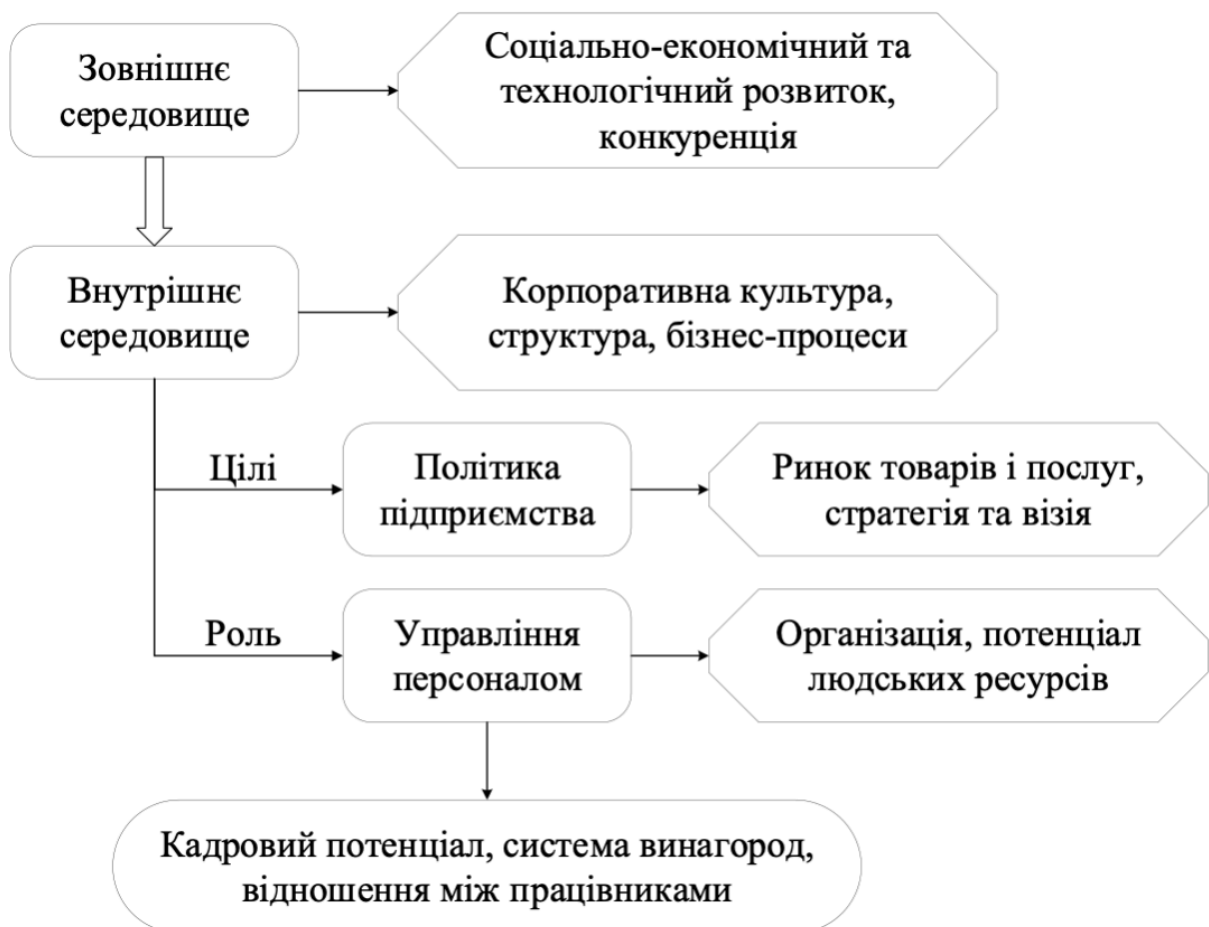 Зовнішнє
середовище
Соціально-економічний та
технологічний розвиток,
конкуренція
Внутрішнє
середовище
Корпоративна культура,
структура, бізнес-процеси
Цілі
Політика
підприємства
Ринок товарів і послуг,
стратегія та візія
Роль
Управління
персоналом
Організація, потенціал
людських ресурсів
Кадровий потенціал, система винагород,
відношення між працівниками